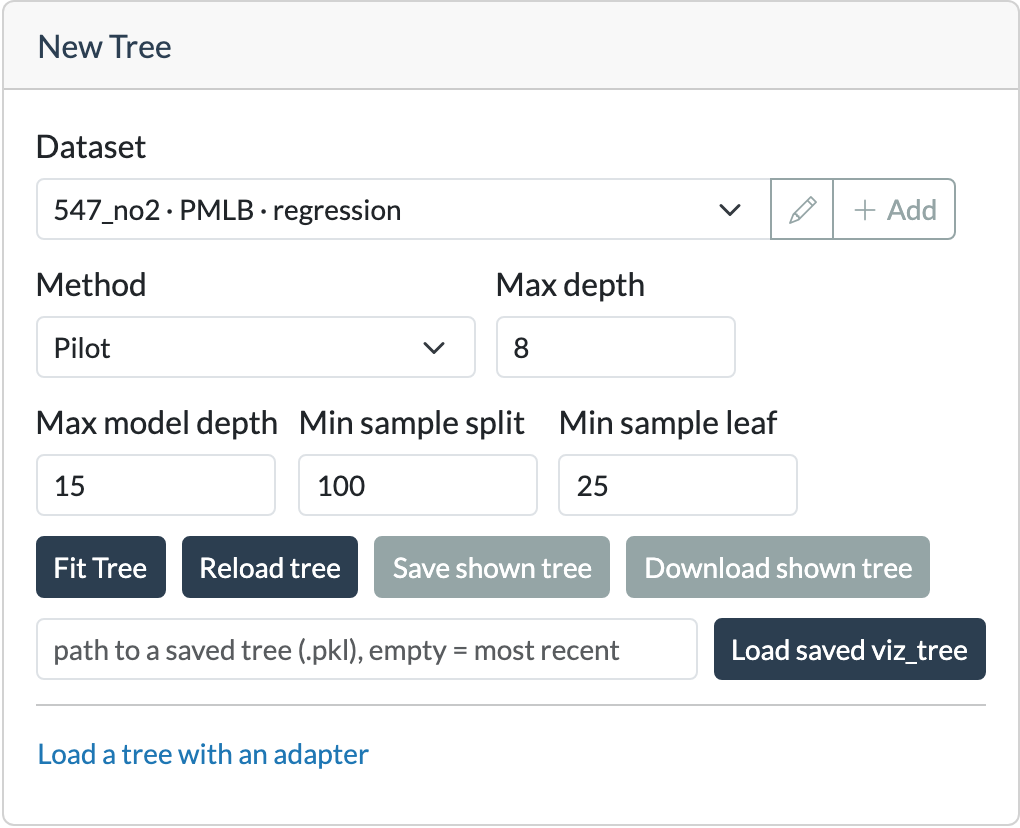 New Tree
Dataset
547_no2 · PMLB · regression
+ Add
Method Max depth
Pilot 8
Max model depth Min sample split Min sample leaf
15 100 25
Fit Tree Reload tree Save shown tree Download shown tree
path to a saved tree (.pkl), empty = most recent Load saved viz_tree
Load a tree with an adapter